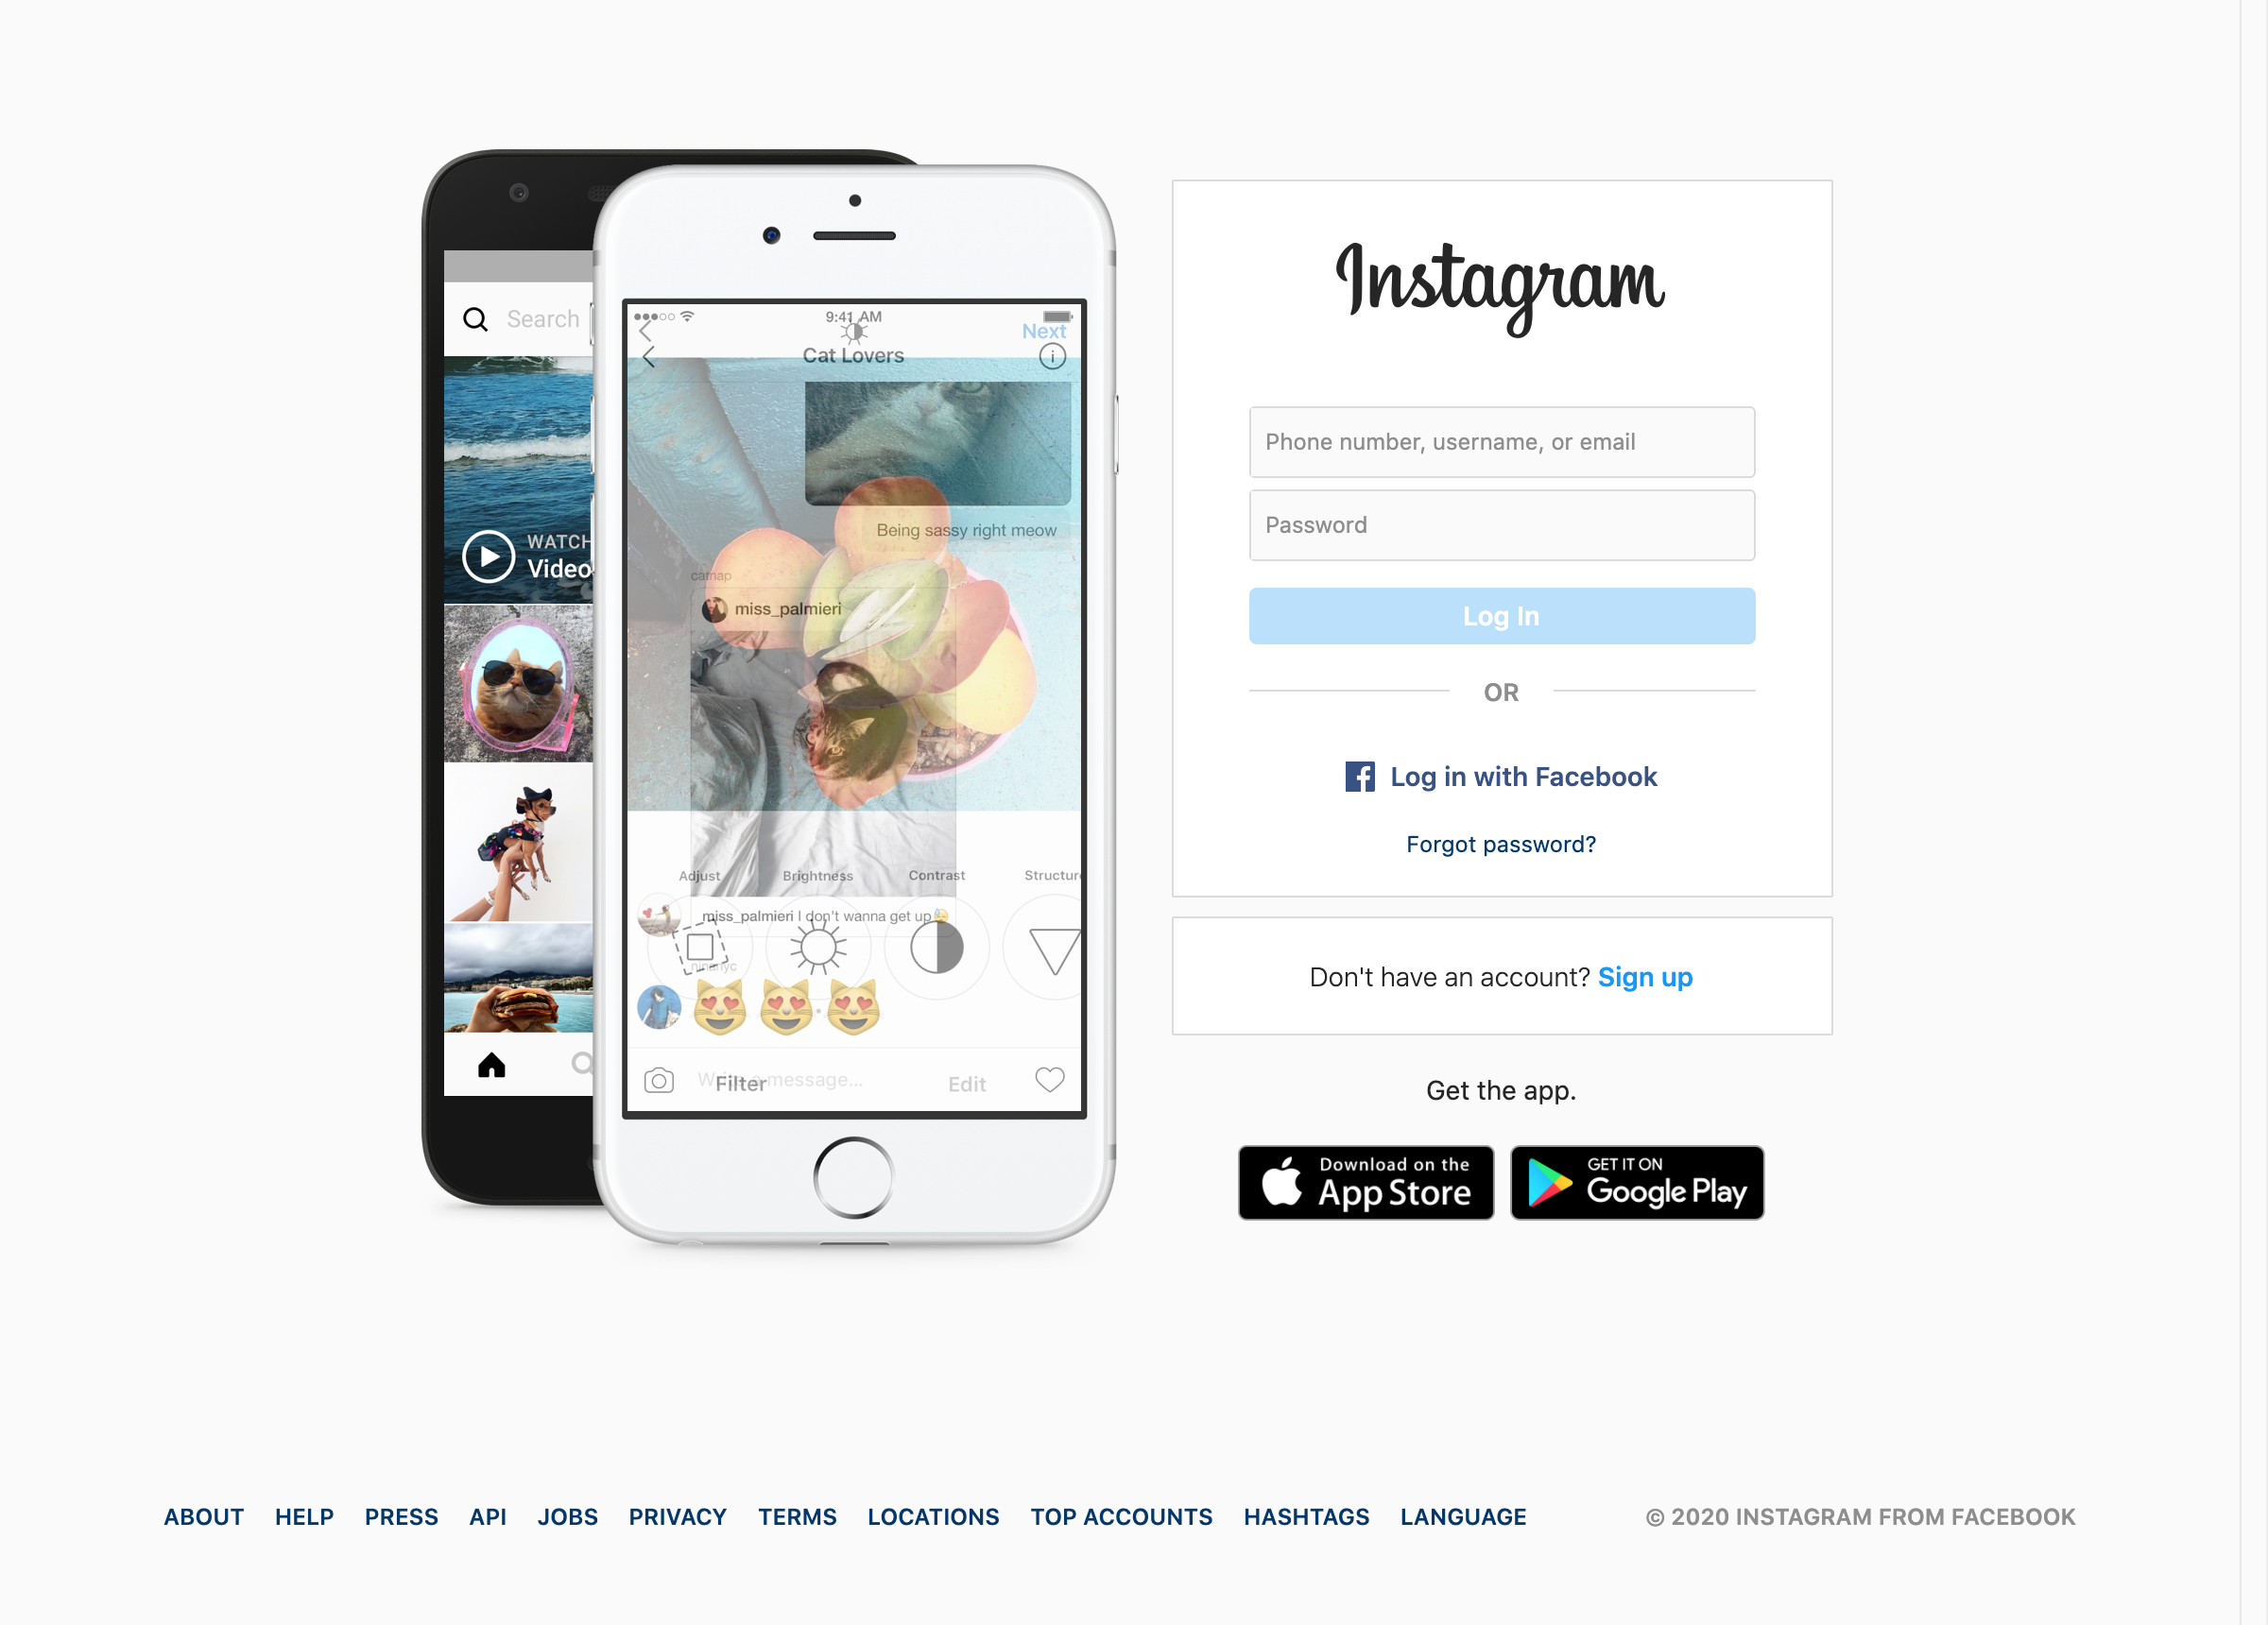 Search
WATCH
Video
9:41 AM
Next
Cat Lovers
Being sassy right meow
catnap
miss_palmieri
Adjust Brightness Contrast Structure
miss_palmieri I don't wanna get up😓
ninanyc
😻😻😻
Write a message...
Filter Edit
Instagram
Phone number, username, or email
Password
Log In
OR
Log in with Facebook
Forgot password?
Don't have an account? Sign up
Get the app.
Download on the
App Store
GET IT ON
Google Play
ABOUT HELP PRESS API JOBS PRIVACY TERMS LOCATIONS TOP ACCOUNTS HASHTAGS LANGUAGE © 2020 INSTAGRAM FROM FACEBOOK